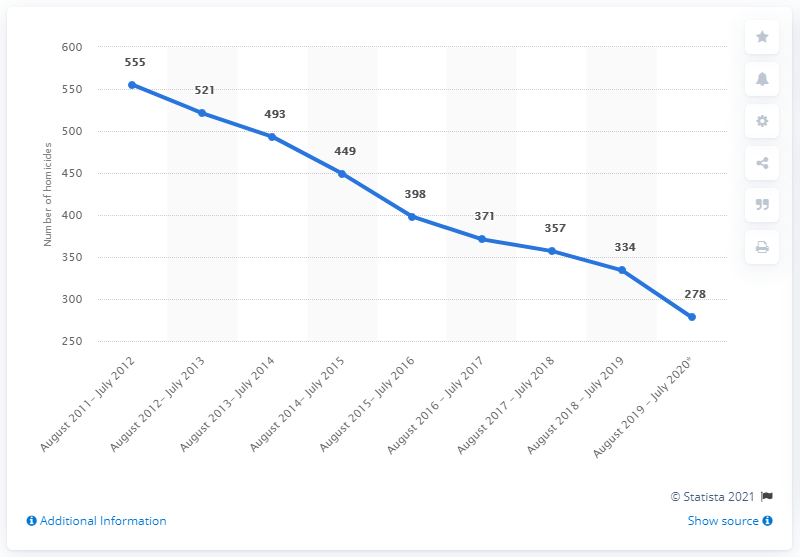 600
550
500
450
400
350
300
250
Number of homicides
555
521
493
449
398
371
357
334
278
August 2011– July 2012
August 2012– July 2013
August 2013– July 2014
August 2014– July 2015
August 2015– July 2016
August 2016 – July 2017
August 2017 – July 2018
August 2018 – July 2019
August 2019 – July 2020*
© Statista 2021
Additional Information
Show source